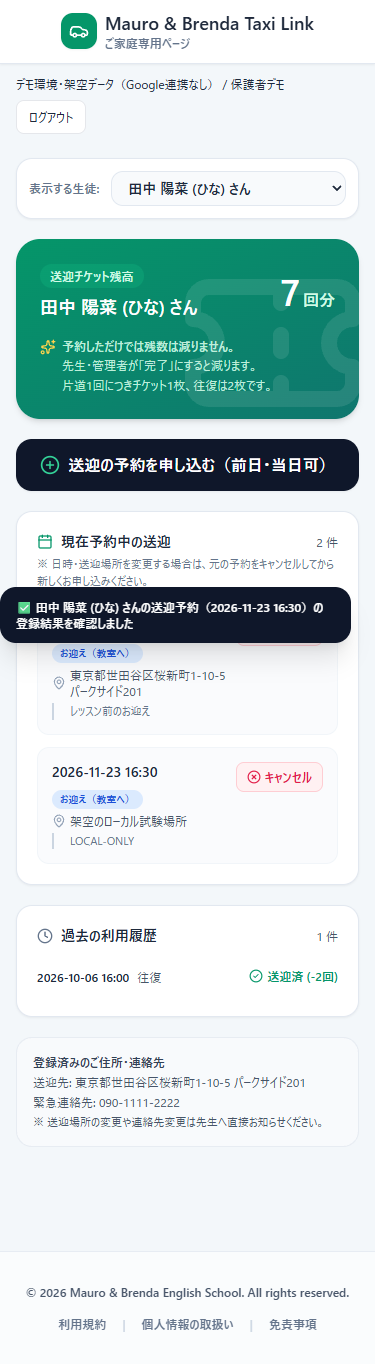 Mauro & Brenda Taxi Link
ご家庭専用ページ
デモ環境・架空データ（Google連携なし） / 保護者デモ
ログアウト
表示する生徒:
田中 陽菜 (ひな) さん
送迎チケット残高
田中 陽菜 (ひな) さん
7 回分
予約しただけでは残数は減りません。
先生・管理者が「完了」にすると減ります。
片道1回につきチケット1枚、往復は2枚です。
送迎の予約を申し込む（前日・当日可）
現在予約中の送迎
2 件
※ 日時・送迎場所を変更する場合は、元の予約をキャンセルしてから
新しくお申し込みください。
✅ 田中 陽菜 (ひな) さんの送迎予約（2026-11-23 16:30）の
登録結果を確認しました
お迎え（教室へ）
東京都世田谷区桜新町1-10-5
パークサイド201
レッスン前のお迎え
2026-11-23 16:30
キャンセル
お迎え（教室へ）
架空のローカル試験場所
LOCAL-ONLY
過去の利用履歴
1 件
2026-10-06 16:00 往復
送迎済 (-2回)
登録済みのご住所・連絡先
送迎先: 東京都世田谷区桜新町1-10-5 パークサイド201
緊急連絡先: 090-1111-2222
※ 送迎場所の変更や連絡先変更は先生へ直接お知らせください。
© 2026 Mauro & Brenda English School. All rights reserved.
利用規約 | 個人情報の取扱い | 免責事項